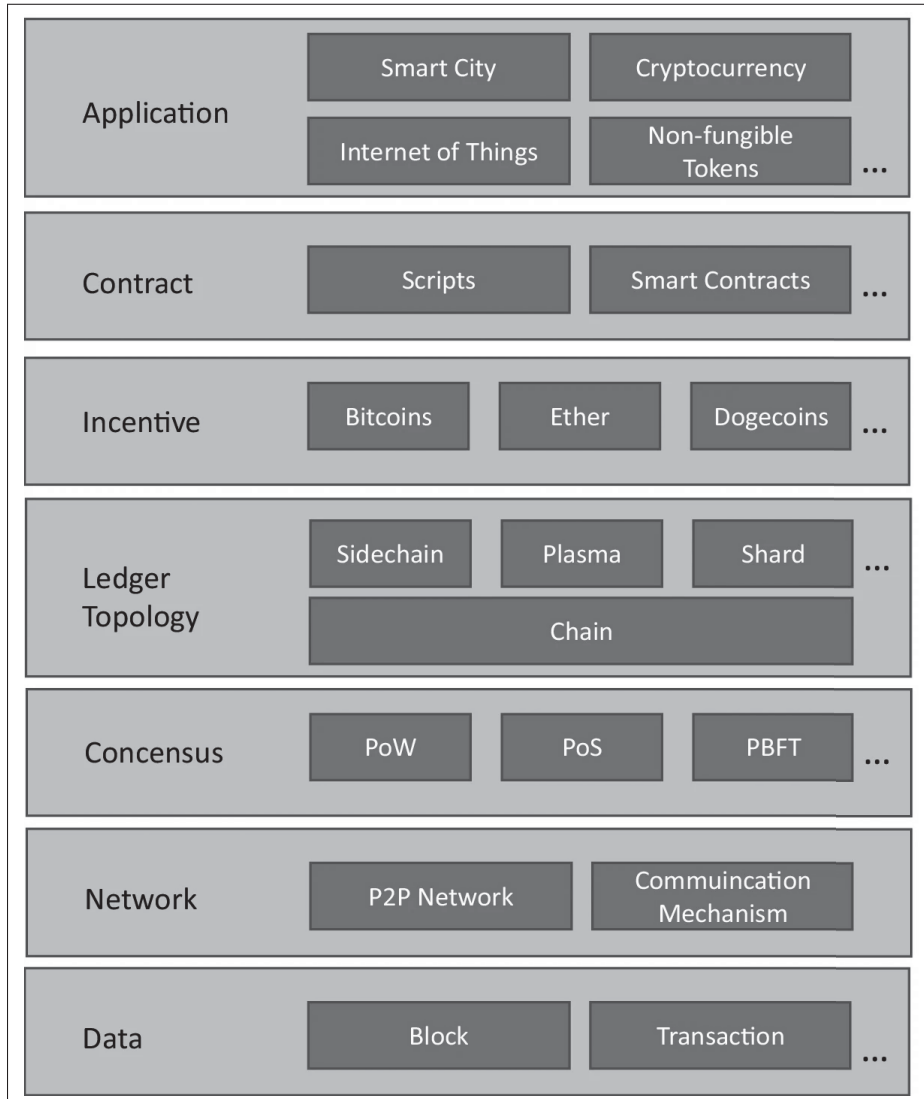 Application
Smart City
Cryptocurrency
Internet of Things
Non-fungible
Tokens
...
Contract
Scripts
Smart Contracts
...
Incentive
Bitcoins
Ether
Dogecoins
...
Ledger
Topology
Sidechain
Plasma
Shard
...
Chain
Concensus
PoW
PoS
PBFT
...
Network
P2P Network
Commuincation
Mechanism
Data
Block
Transaction
...